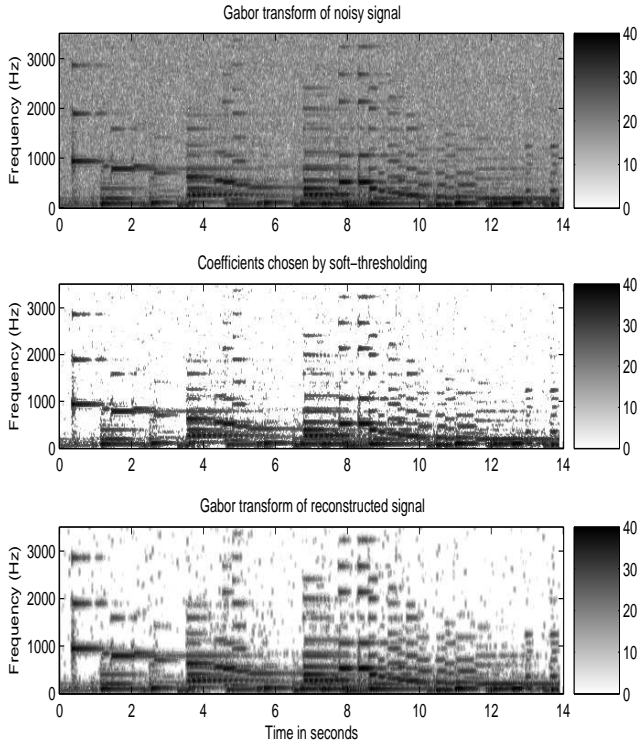 Gabor transform of noisy signal
Frequency (Hz)
3000
2000
1000
0
0 2 4 6 8 10 12 14
40
30
20
10
0
Coefficients chosen by soft-thresholding
Frequency (Hz)
3000
2000
1000
0
0 2 4 6 8 10 12 14
40
30
20
10
0
Gabor transform of reconstructed signal
Frequency (Hz)
3000
2000
1000
0
0 2 4 6 8 10 12 14
Time in seconds
40
30
20
10
0